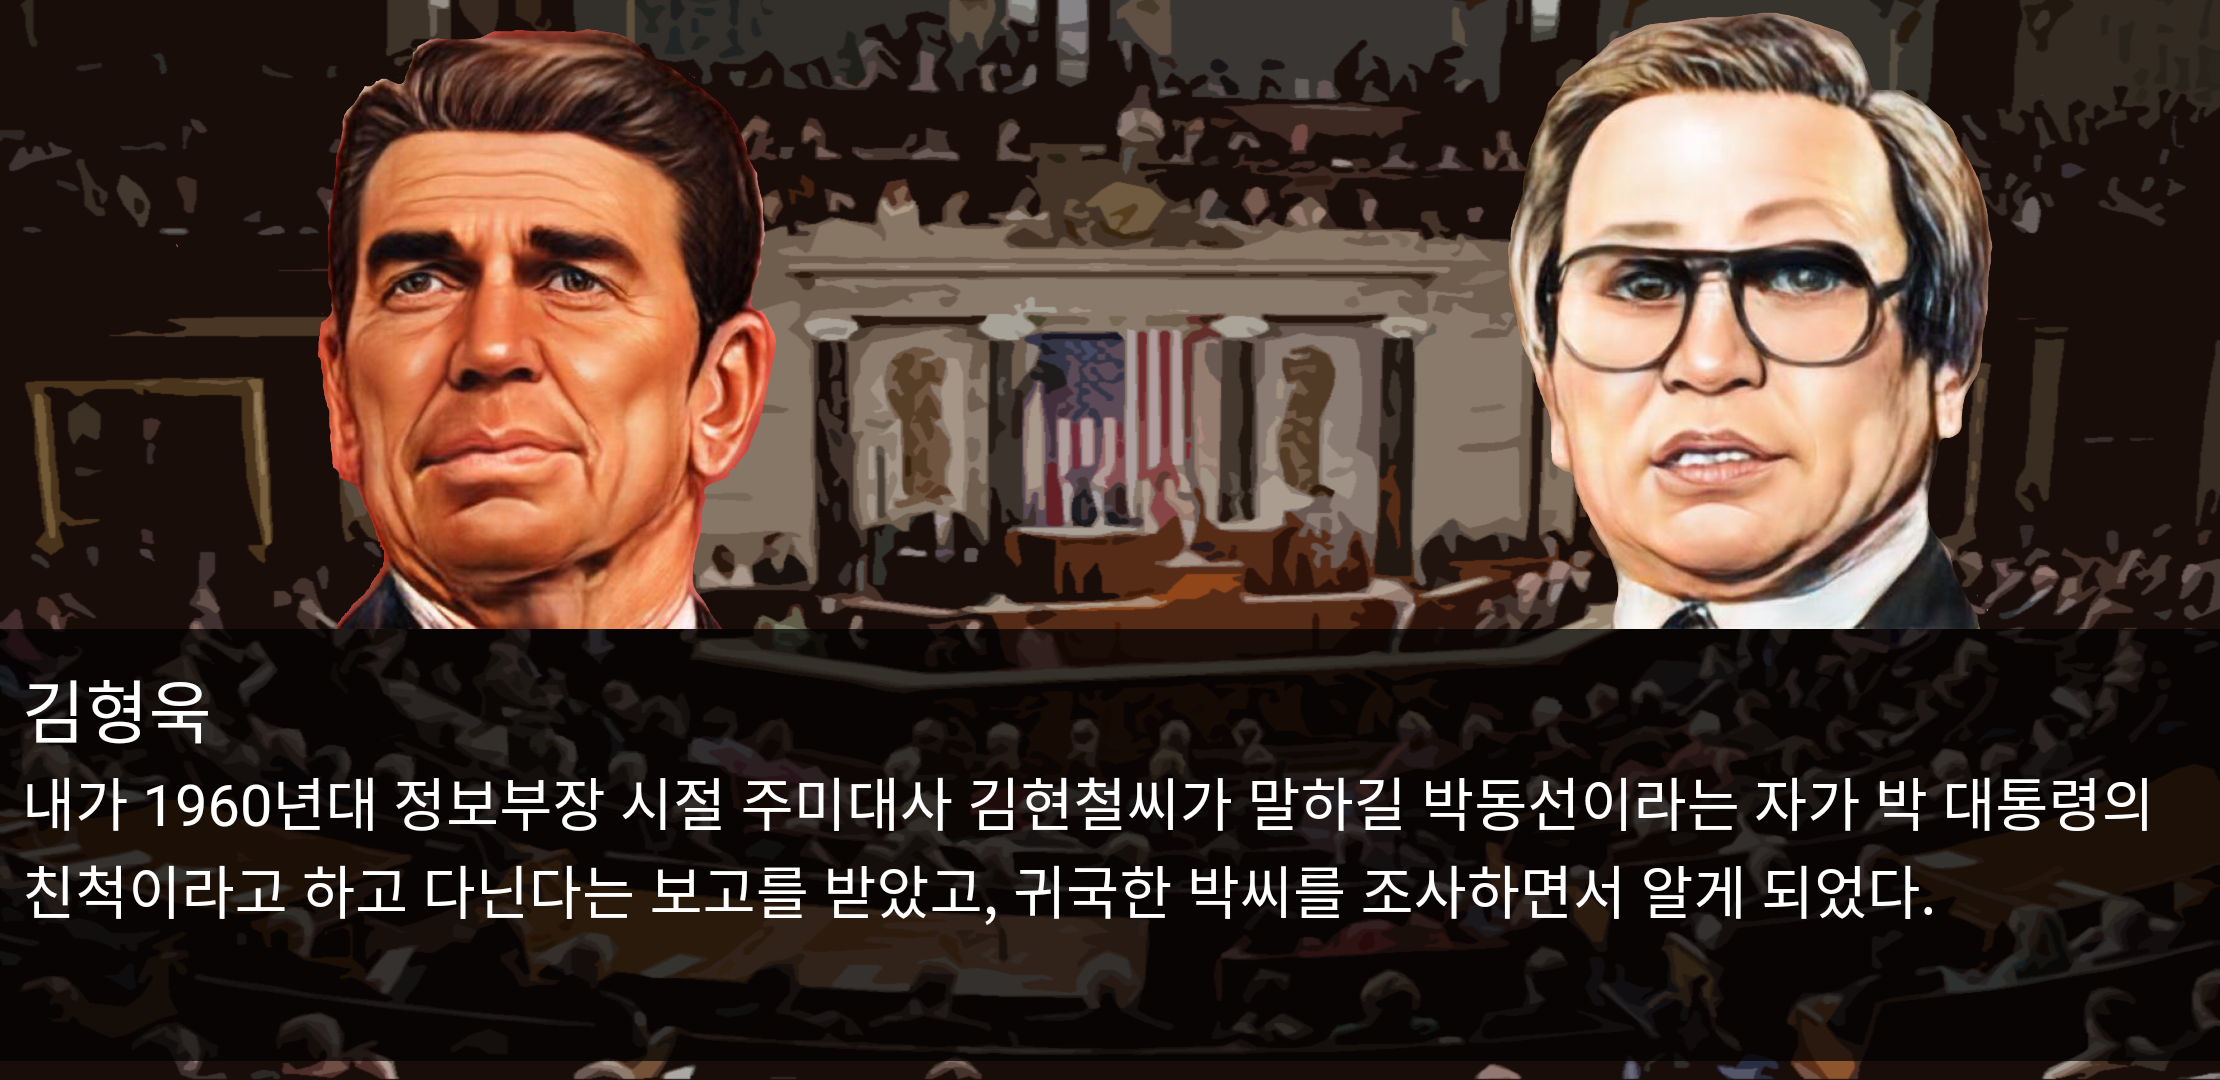 김형욱
내가 1960년대 정보부장 시절 주미대사 김현철씨가 말하길 박동선이라는 자가 박 대통령의
친척이라고 하고 다닌다는 보고를 받았고, 귀국한 박씨를 조사하면서 알게 되었다.